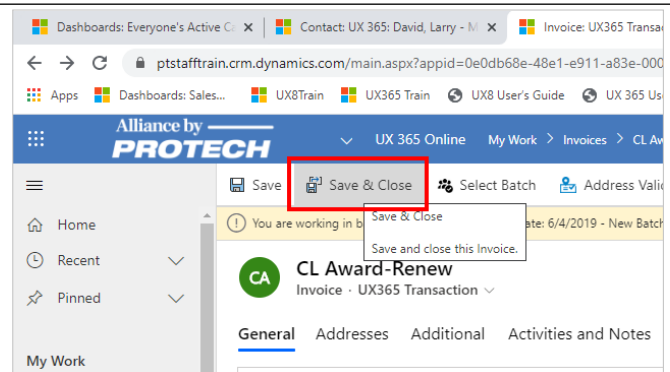 Dashboards: Everyone's Active Ca Contact: UX 365: David, Larry - M Invoice: UX365 Transa
ptstafftrain.crm.dynamics.com/main.aspx?appid=0e0db68e-48e1-e911-a83e-000
Apps Dashboards: Sales... UX8Train UX365 Train UX8 User's Guide UX 365 Us
Alliance by
PROTECH UX 365 Online My Work > Invoices > CL Aw
Save Save & Close Select Batch Address Valid
Home You are working in b ate: 6/4/2019 - New Batch
Save & Close
Save and close this Invoice.
Recent
CA CL Award-Renew
Invoice · UX365 Transaction
Pinned
General Addresses Additional Activities and Notes
My Work